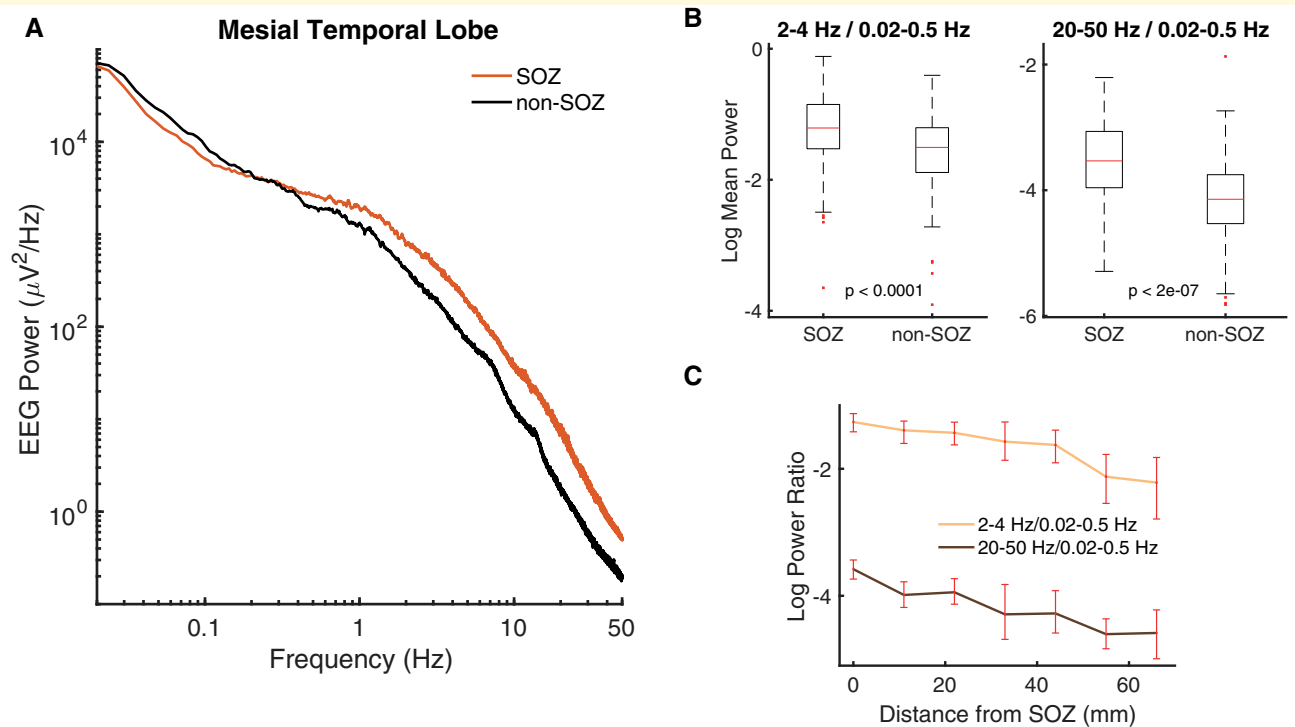 A
Mesial Temporal Lobe
SOZ
non-SOZ
10^4
10^2
10^0
EEG Power (μV²/Hz)
0.1
1
10
50
Frequency (Hz)
B
2-4 Hz / 0.02-0.5 Hz
20-50 Hz / 0.02-0.5 Hz
0
-2
-4
Log Mean Power
p < 0.0001
SOZ
non-SOZ
-2
-4
-6
p < 2e-07
SOZ
non-SOZ
C
-2
-4
Log Power Ratio
2-4 Hz/0.02-0.5 Hz
20-50 Hz/0.02-0.5 Hz
0
20
40
60
Distance from SOZ (mm)